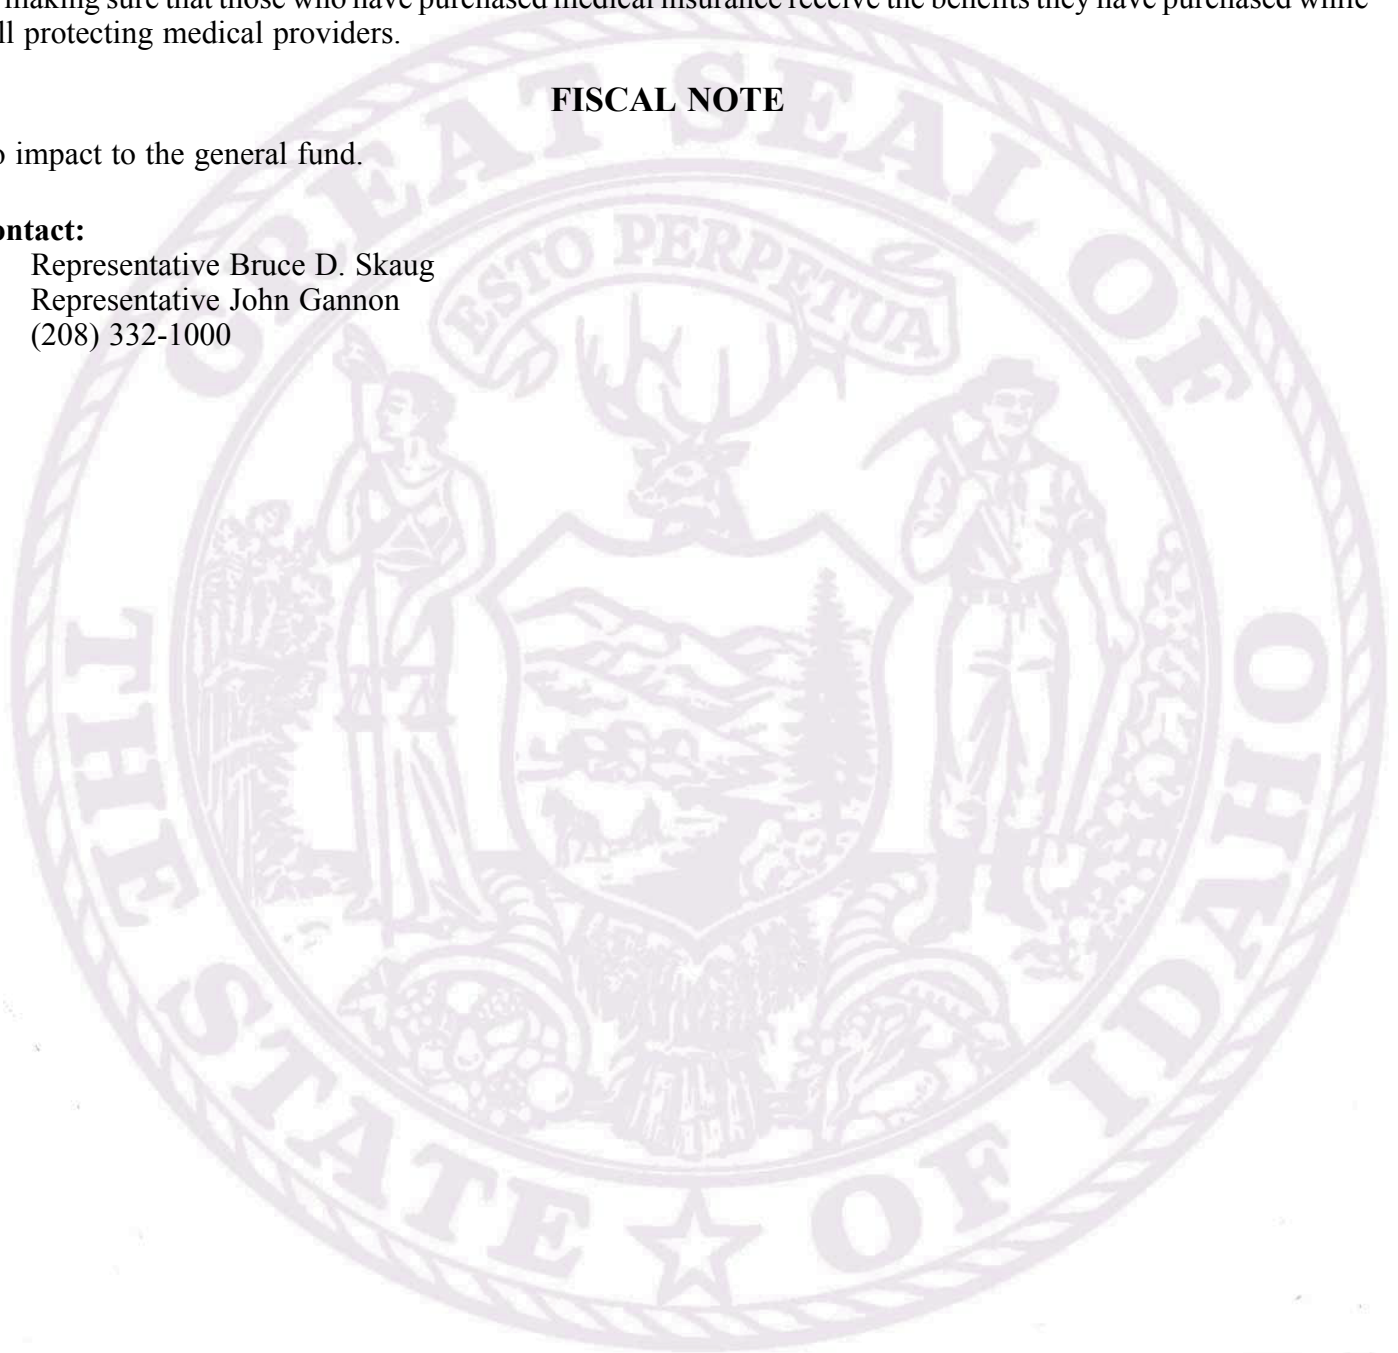 making sure that those who have purchased medical insurance receive the benefits they have purchased while
ll protecting medical providers.
FISCAL NOTE
o impact to the general fund.
ontact:
Representative Bruce D. Skaug
Representative John Gannon
(208) 332-1000
GREAT SEAL OF
THE STATE OF IDAHO
ESTO PERPETUA